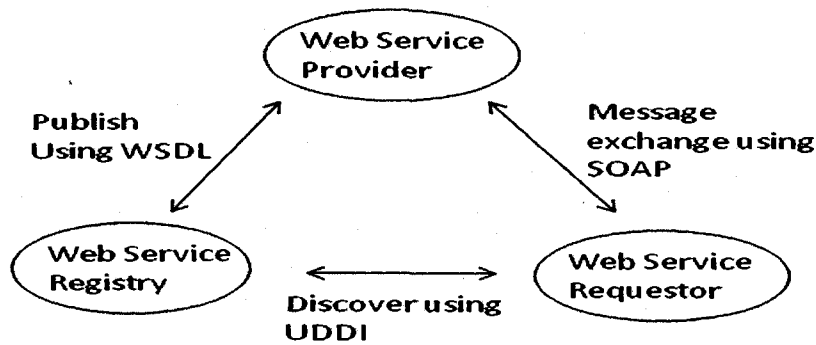 Web Service
Provider
Publish
Using WSDL
Message
exchange using
SOAP
Web Service
Registry
Web Service
Requestor
Discover using
UDDI